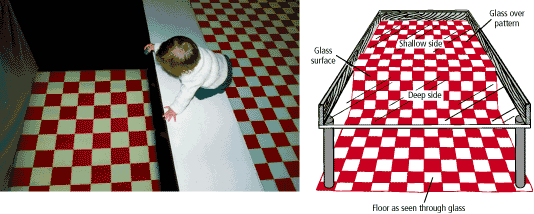 Glass over
pattern
Shallow side
Glass
surface
Deep side
Floor as seen through glass